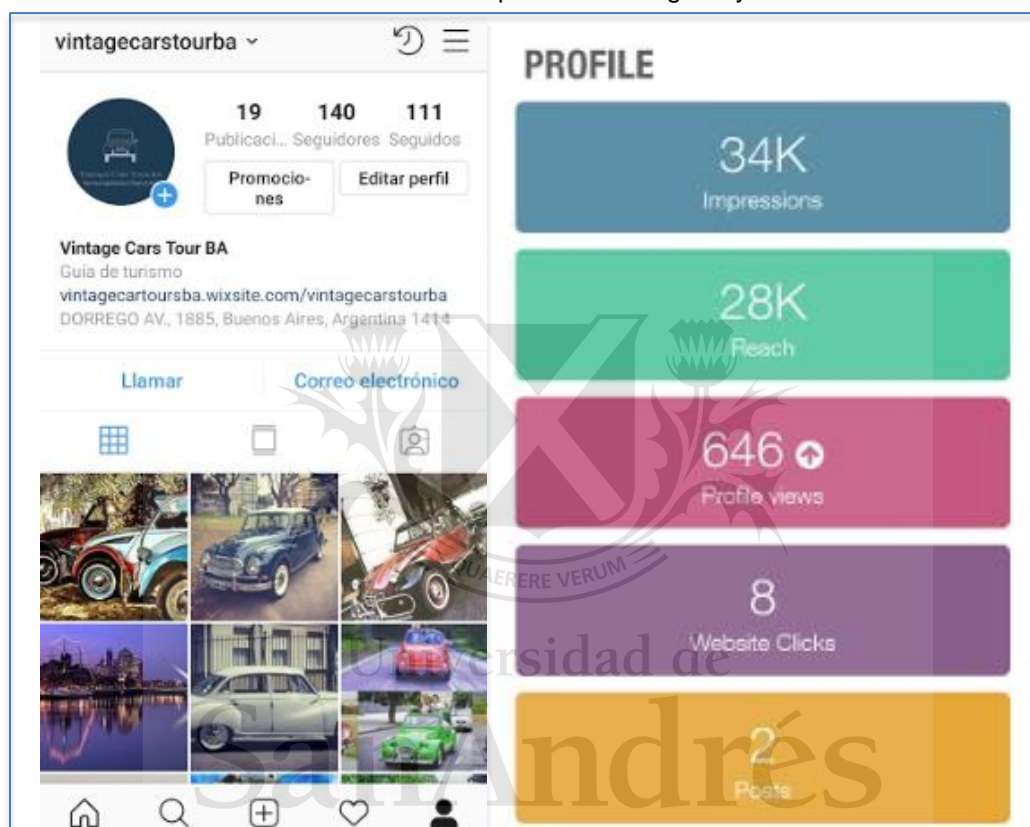 vintagecarstourba
19 140 111
Publicaci... Seguidores Seguidos
Promocio-
nes
Editar perfil
Vintage Cars Tour BA
Guía de turismo
vintagecartoursba.wixsite.com/vintagecarstourba
DORREGO AV., 1885, Buenos Aires, Argentina 1414
Llamar Correo electrónico
PROFILE
34K
Impressions
28K
Reach
646
Profile views
8
Website Clicks
2
Posts
QUAERERE VERUM
Universidad de
SanAndrés